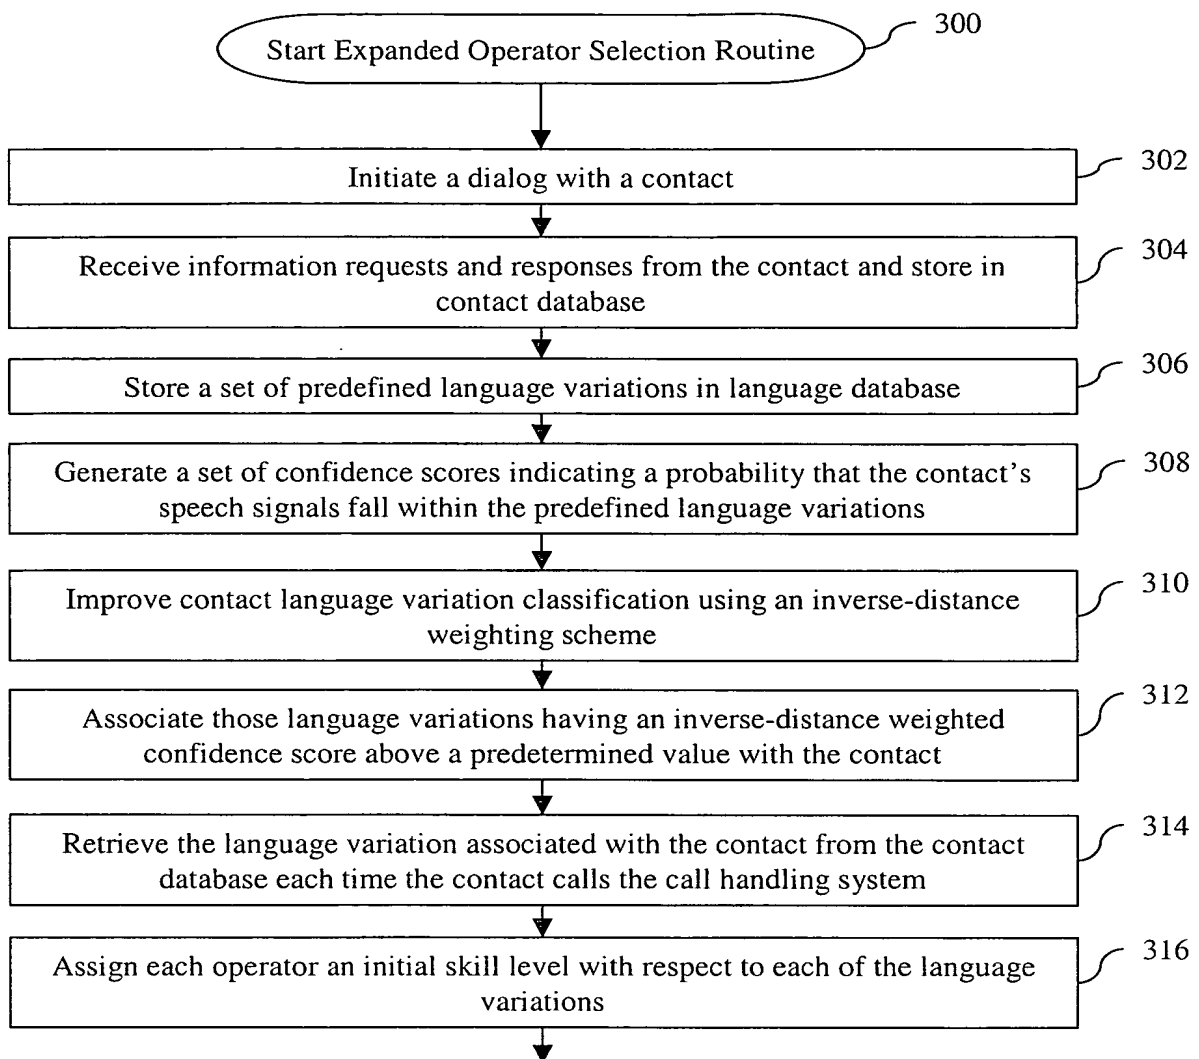 Start Expanded Operator Selection Routine
300
Initiate a dialog with a contact
302
Receive information requests and responses from the contact and store in
contact database
304
Store a set of predefined language variations in language database
306
Generate a set of confidence scores indicating a probability that the contact's
speech signals fall within the predefined language variations
308
Improve contact language variation classification using an inverse-distance
weighting scheme
310
Associate those language variations having an inverse-distance weighted
confidence score above a predetermined value with the contact
312
Retrieve the language variation associated with the contact from the contact
database each time the contact calls the call handling system
314
Assign each operator an initial skill level with respect to each of the language
variations
316